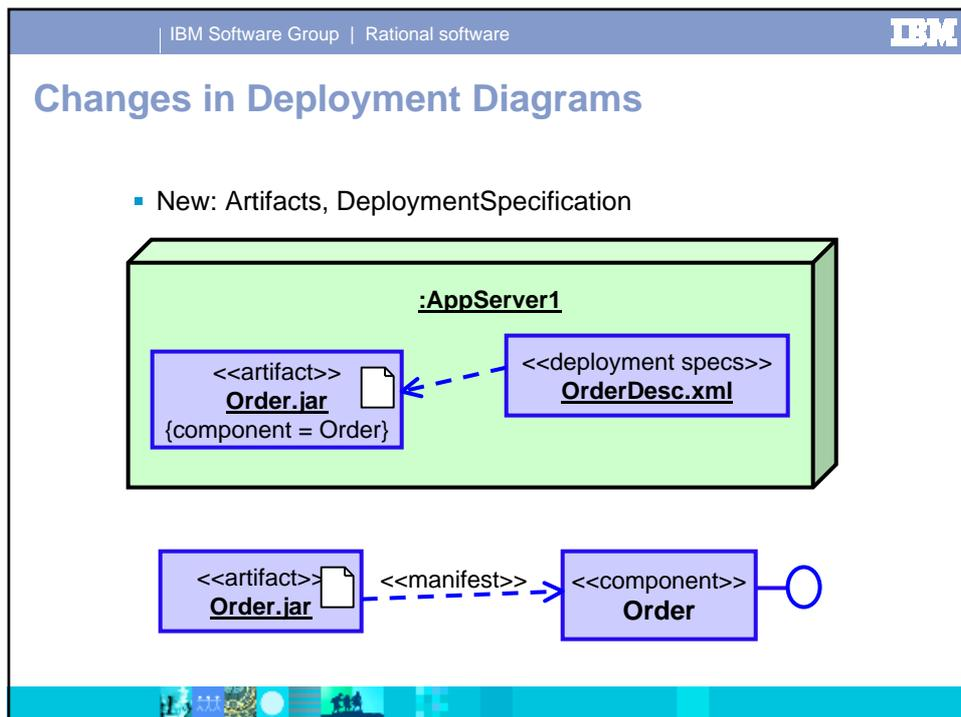 IBM Software Group | Rational software
IBM
Changes in Deployment Diagrams
New: Artifacts, DeploymentSpecification
:AppServer1
<<artifact>>
Order.jar
{component = Order}
<<deployment specs>>
OrderDesc.xml
<<artifact>>
Order.jar
<<manifest>>
<<component>>
Order